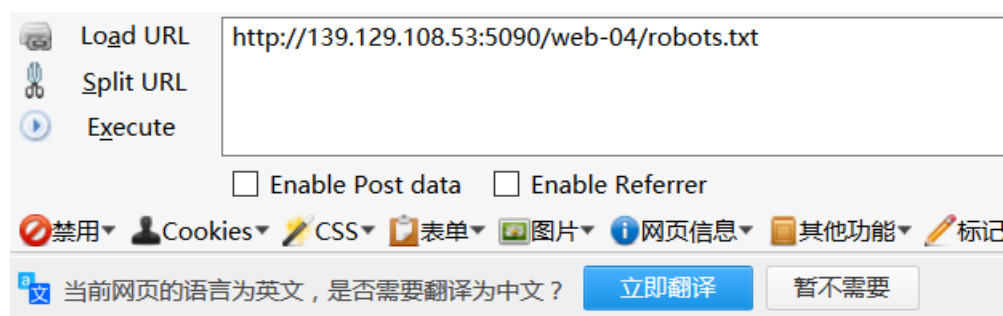 Load URL http://139.129.108.53:5090/web-04/robots.txt
Split URL
Execute
Enable Post data Enable Referrer
禁用 Cookies CSS 表单 图片 网页信息 其他功能 标记
当前网页的语言为英文，是否需要翻译为中文？ 立即翻译 暂不需要